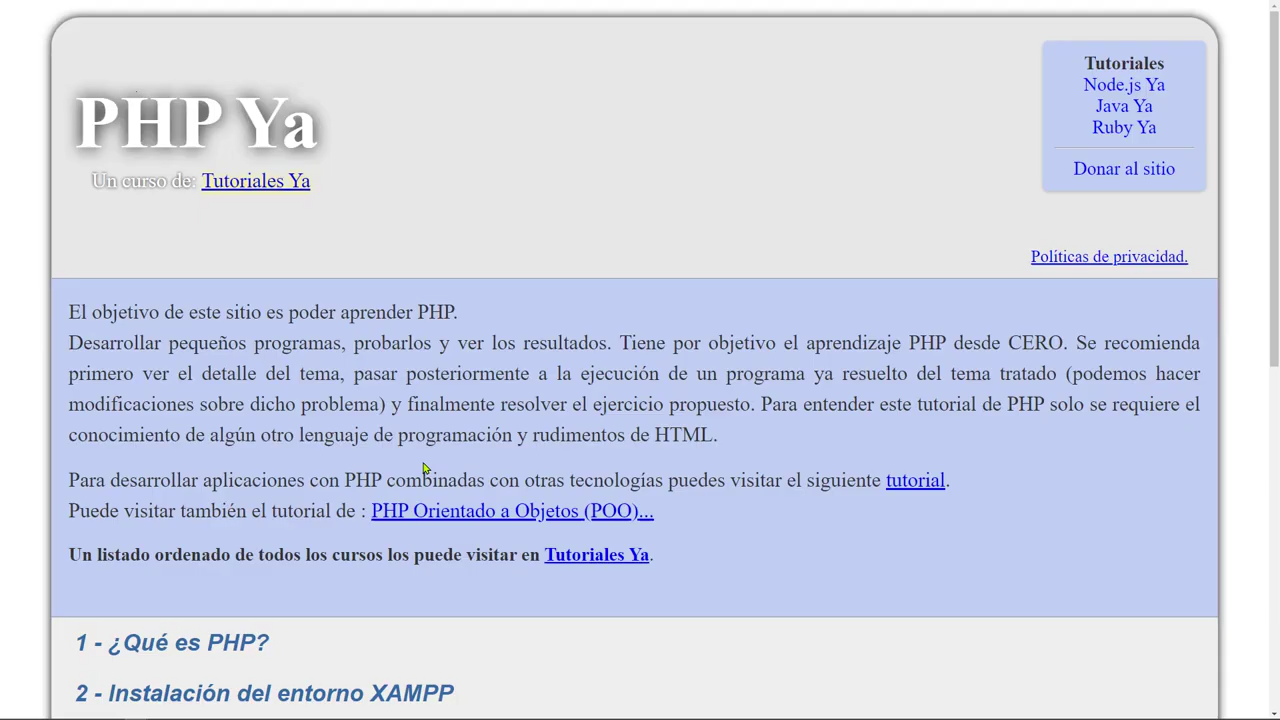 PHP Ya
Un curso de: Tutoriales Ya
Tutoriales
Node.js Ya
Java Ya
Ruby Ya
Donar al sitio
Políticas de privacidad.
El objetivo de este sitio es poder aprender PHP.
Desarrollar pequeños programas, probarlos y ver los resultados. Tiene por objetivo el aprendizaje PHP desde CERO. Se recomienda
primero ver el detalle del tema, pasar posteriormente a la ejecución de un programa ya resuelto del tema tratado (podemos hacer
modificaciones sobre dicho problema) y finalmente resolver el ejercicio propuesto. Para entender este tutorial de PHP solo se requiere el
conocimiento de algún otro lenguaje de programación y rudimentos de HTML.
Para desarrollar aplicaciones con PHP combinadas con otras tecnologías puedes visitar el siguiente tutorial.
Puede visitar también el tutorial de : PHP Orientado a Objetos (POO)...
Un listado ordenado de todos los cursos los puede visitar en Tutoriales Ya.
1 - ¿Qué es PHP?
2 - Instalación del entorno XAMPP